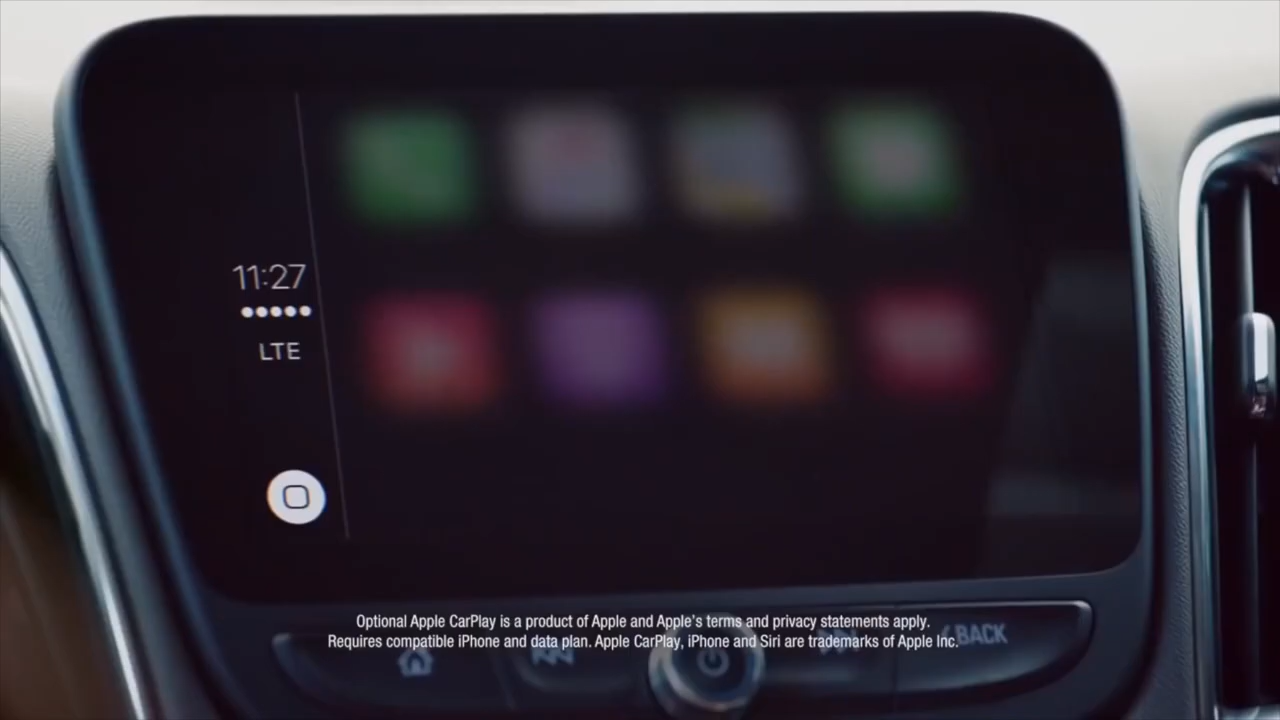 11:27
LTE
Optional Apple CarPlay is a product of Apple and Apple's terms and privacy statements apply.
Requires compatible iPhone and data plan. Apple CarPlay, iPhone and Siri are trademarks of Apple Inc.
BACK